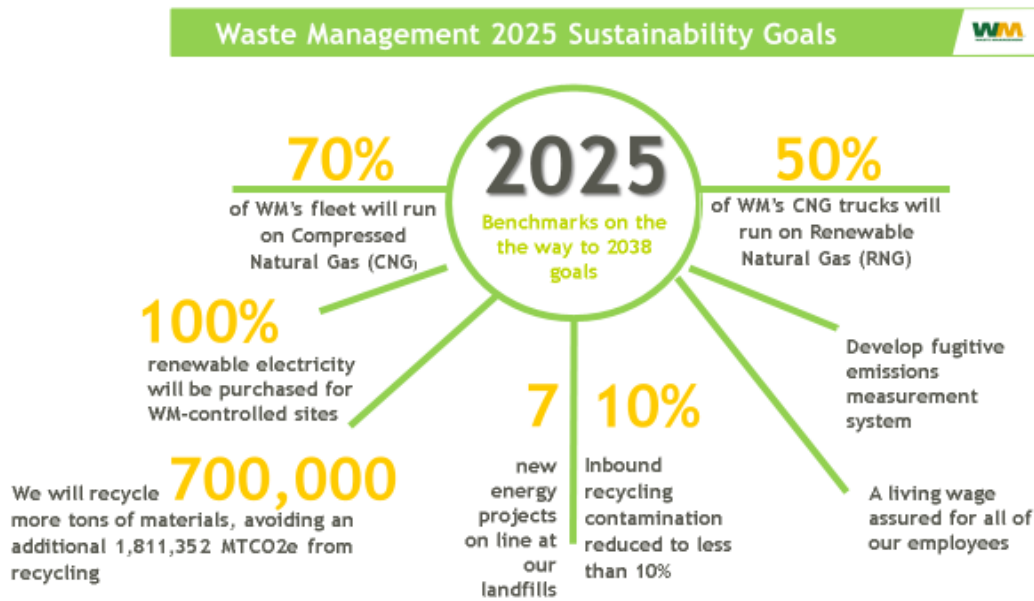 Waste Management 2025 Sustainability Goals
WM
70%
of WM's fleet will run
on Compressed
Natural Gas (CNG)
2025
Benchmarks on the
the way to 2038
goals
50%
of WM's CNG trucks will
run on Renewable
Natural Gas (RNG)
100%
renewable electricity
will be purchased for
WM-controlled sites
Develop fugitive
emissions
measurement
system
We will recycle 700,000
more tons of materials, avoiding an
additional 1,811,352 MTCO2e from
recycling
7
new
energy
projects
on line at
our
landfills
10%
Inbound
recycling
contamination
reduced to less
than 10%
A living wage
assured for all of
our employees